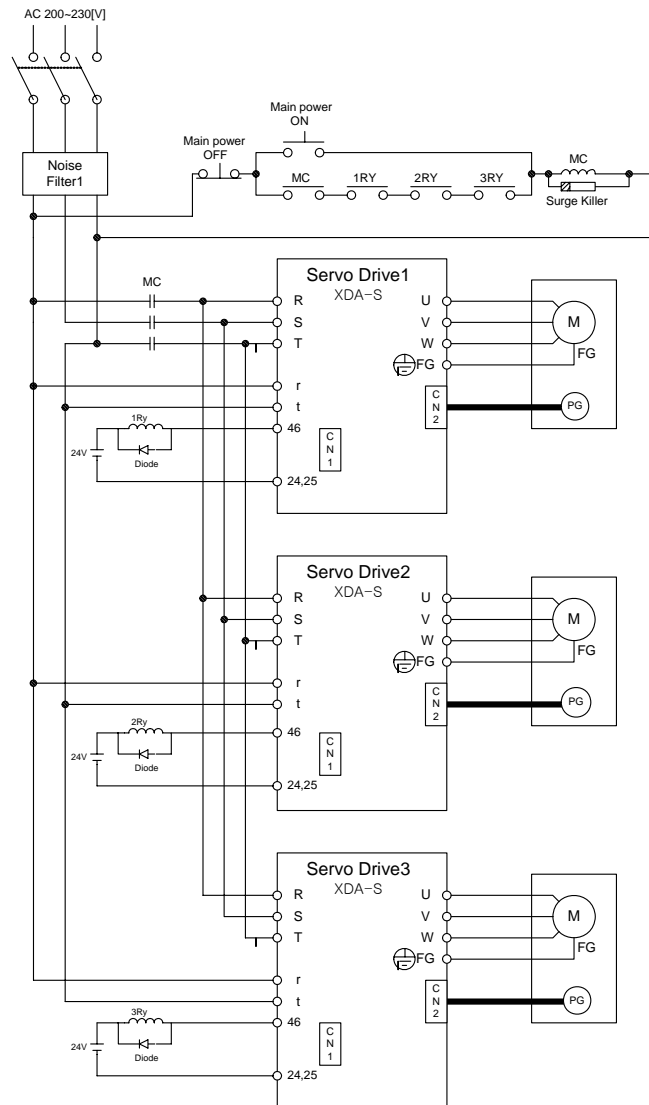 AC 200~230[V]
Noise
Filter1
Main power
OFF
Main power
ON
MC
1RY
2RY
3RY
MC
Surge Killer
MC
Servo Drive1
XDA-S
R
S
T
r
t
46
24,25
U
V
W
FG
C
N
1
C
N
2
M
FG
PG
1Ry
24V
Diode
Servo Drive2
XDA-S
R
S
T
r
t
46
24,25
U
V
W
FG
C
N
1
C
N
2
M
FG
PG
2Ry
24V
Diode
Servo Drive3
XDA-S
R
S
T
r
t
46
24,25
U
V
W
FG
C
N
1
C
N
2
M
FG
PG
3Ry
24V
Diode